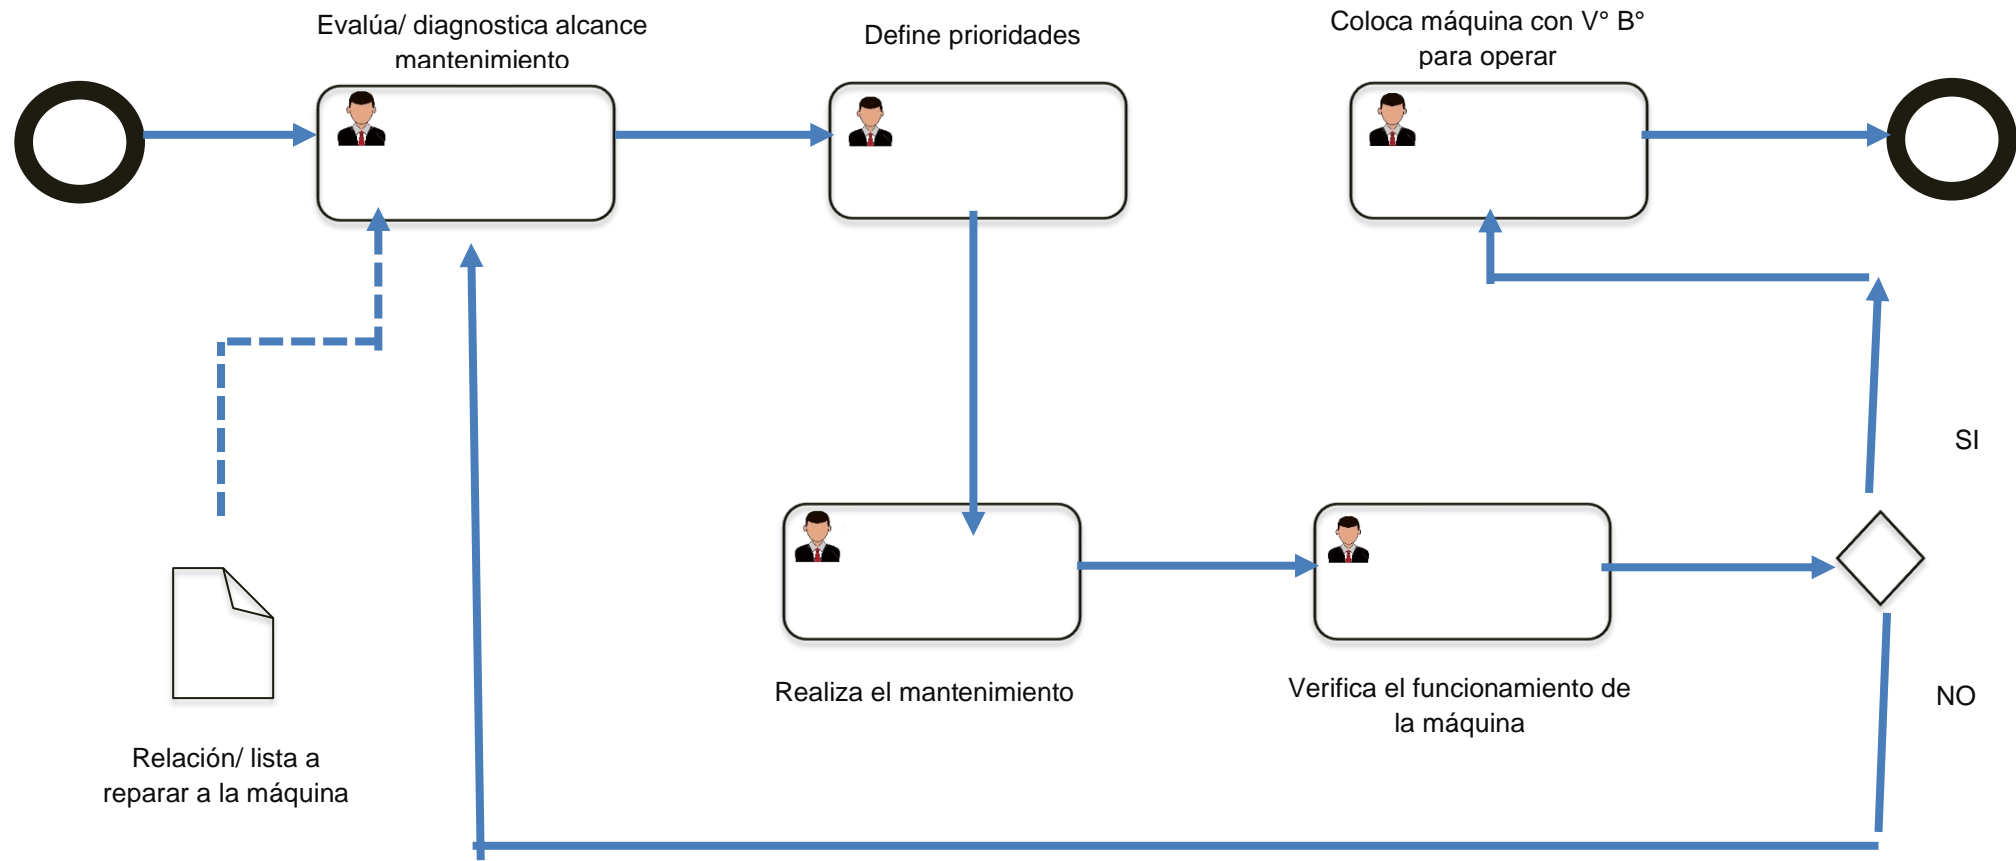 Evalúa/ diagnostica alcance
mantenimiento
Define prioridades
Coloca máquina con V° B°
para operar
SI
Realiza el mantenimiento
Verifica el funcionamiento de
la máquina
NO
Relación/ lista a
reparar a la máquina